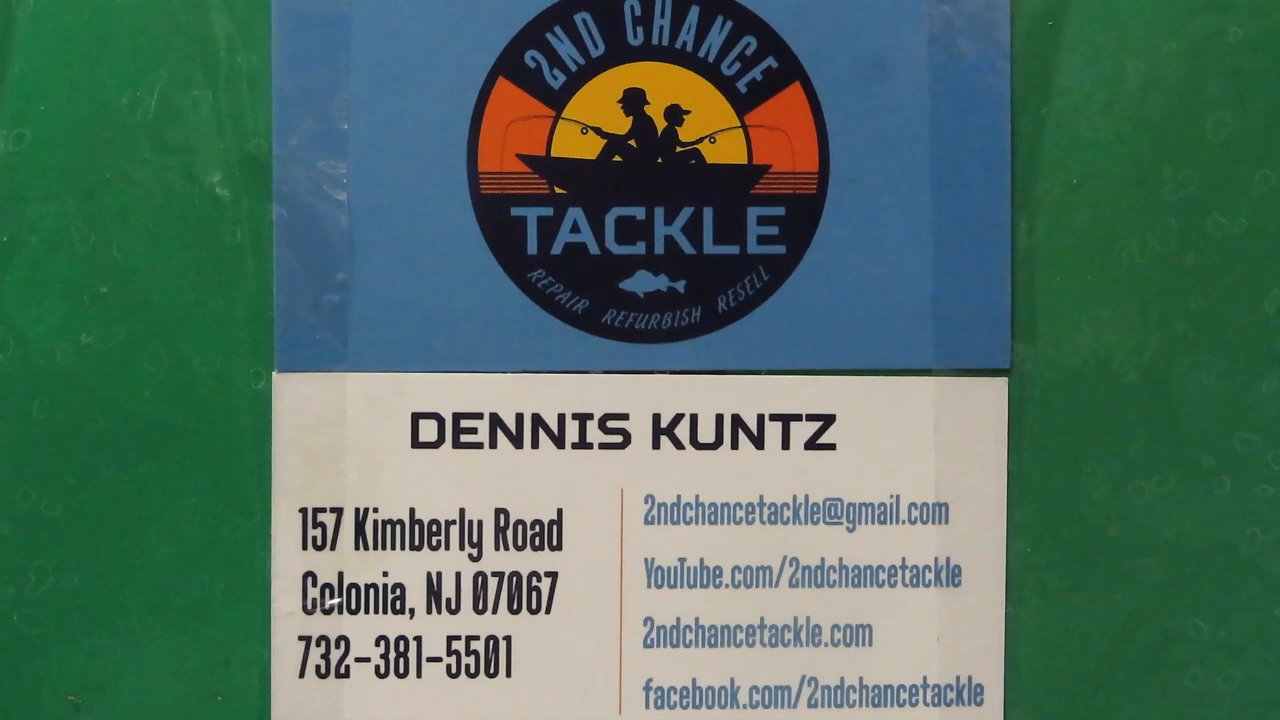 2ND CHANCE
TACKLE
REPAIR REFURBISH RESELL
DENNIS KUNTZ
157 Kimberly Road
Colonia, NJ 07067
732-381-5501
2ndchancetackle@gmail.com
YouTube.com/2ndchancetackle
2ndchancetackle.com
facebook.com/2ndchancetackle